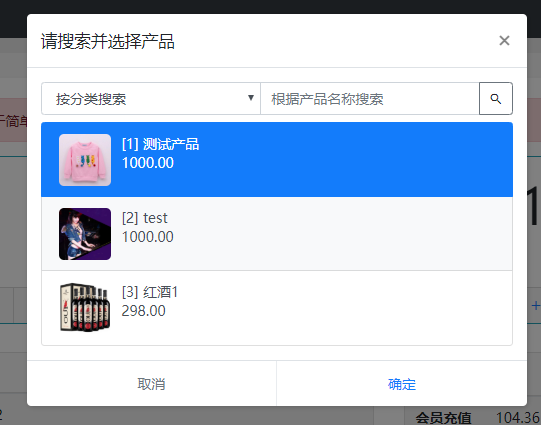 请搜索并选择产品
×
按分类搜索
根据产品名称搜索
[1] 测试产品
1000.00
[2] test
1000.00
[3] 红酒1
298.00
取消
确定
会员充值 104.36